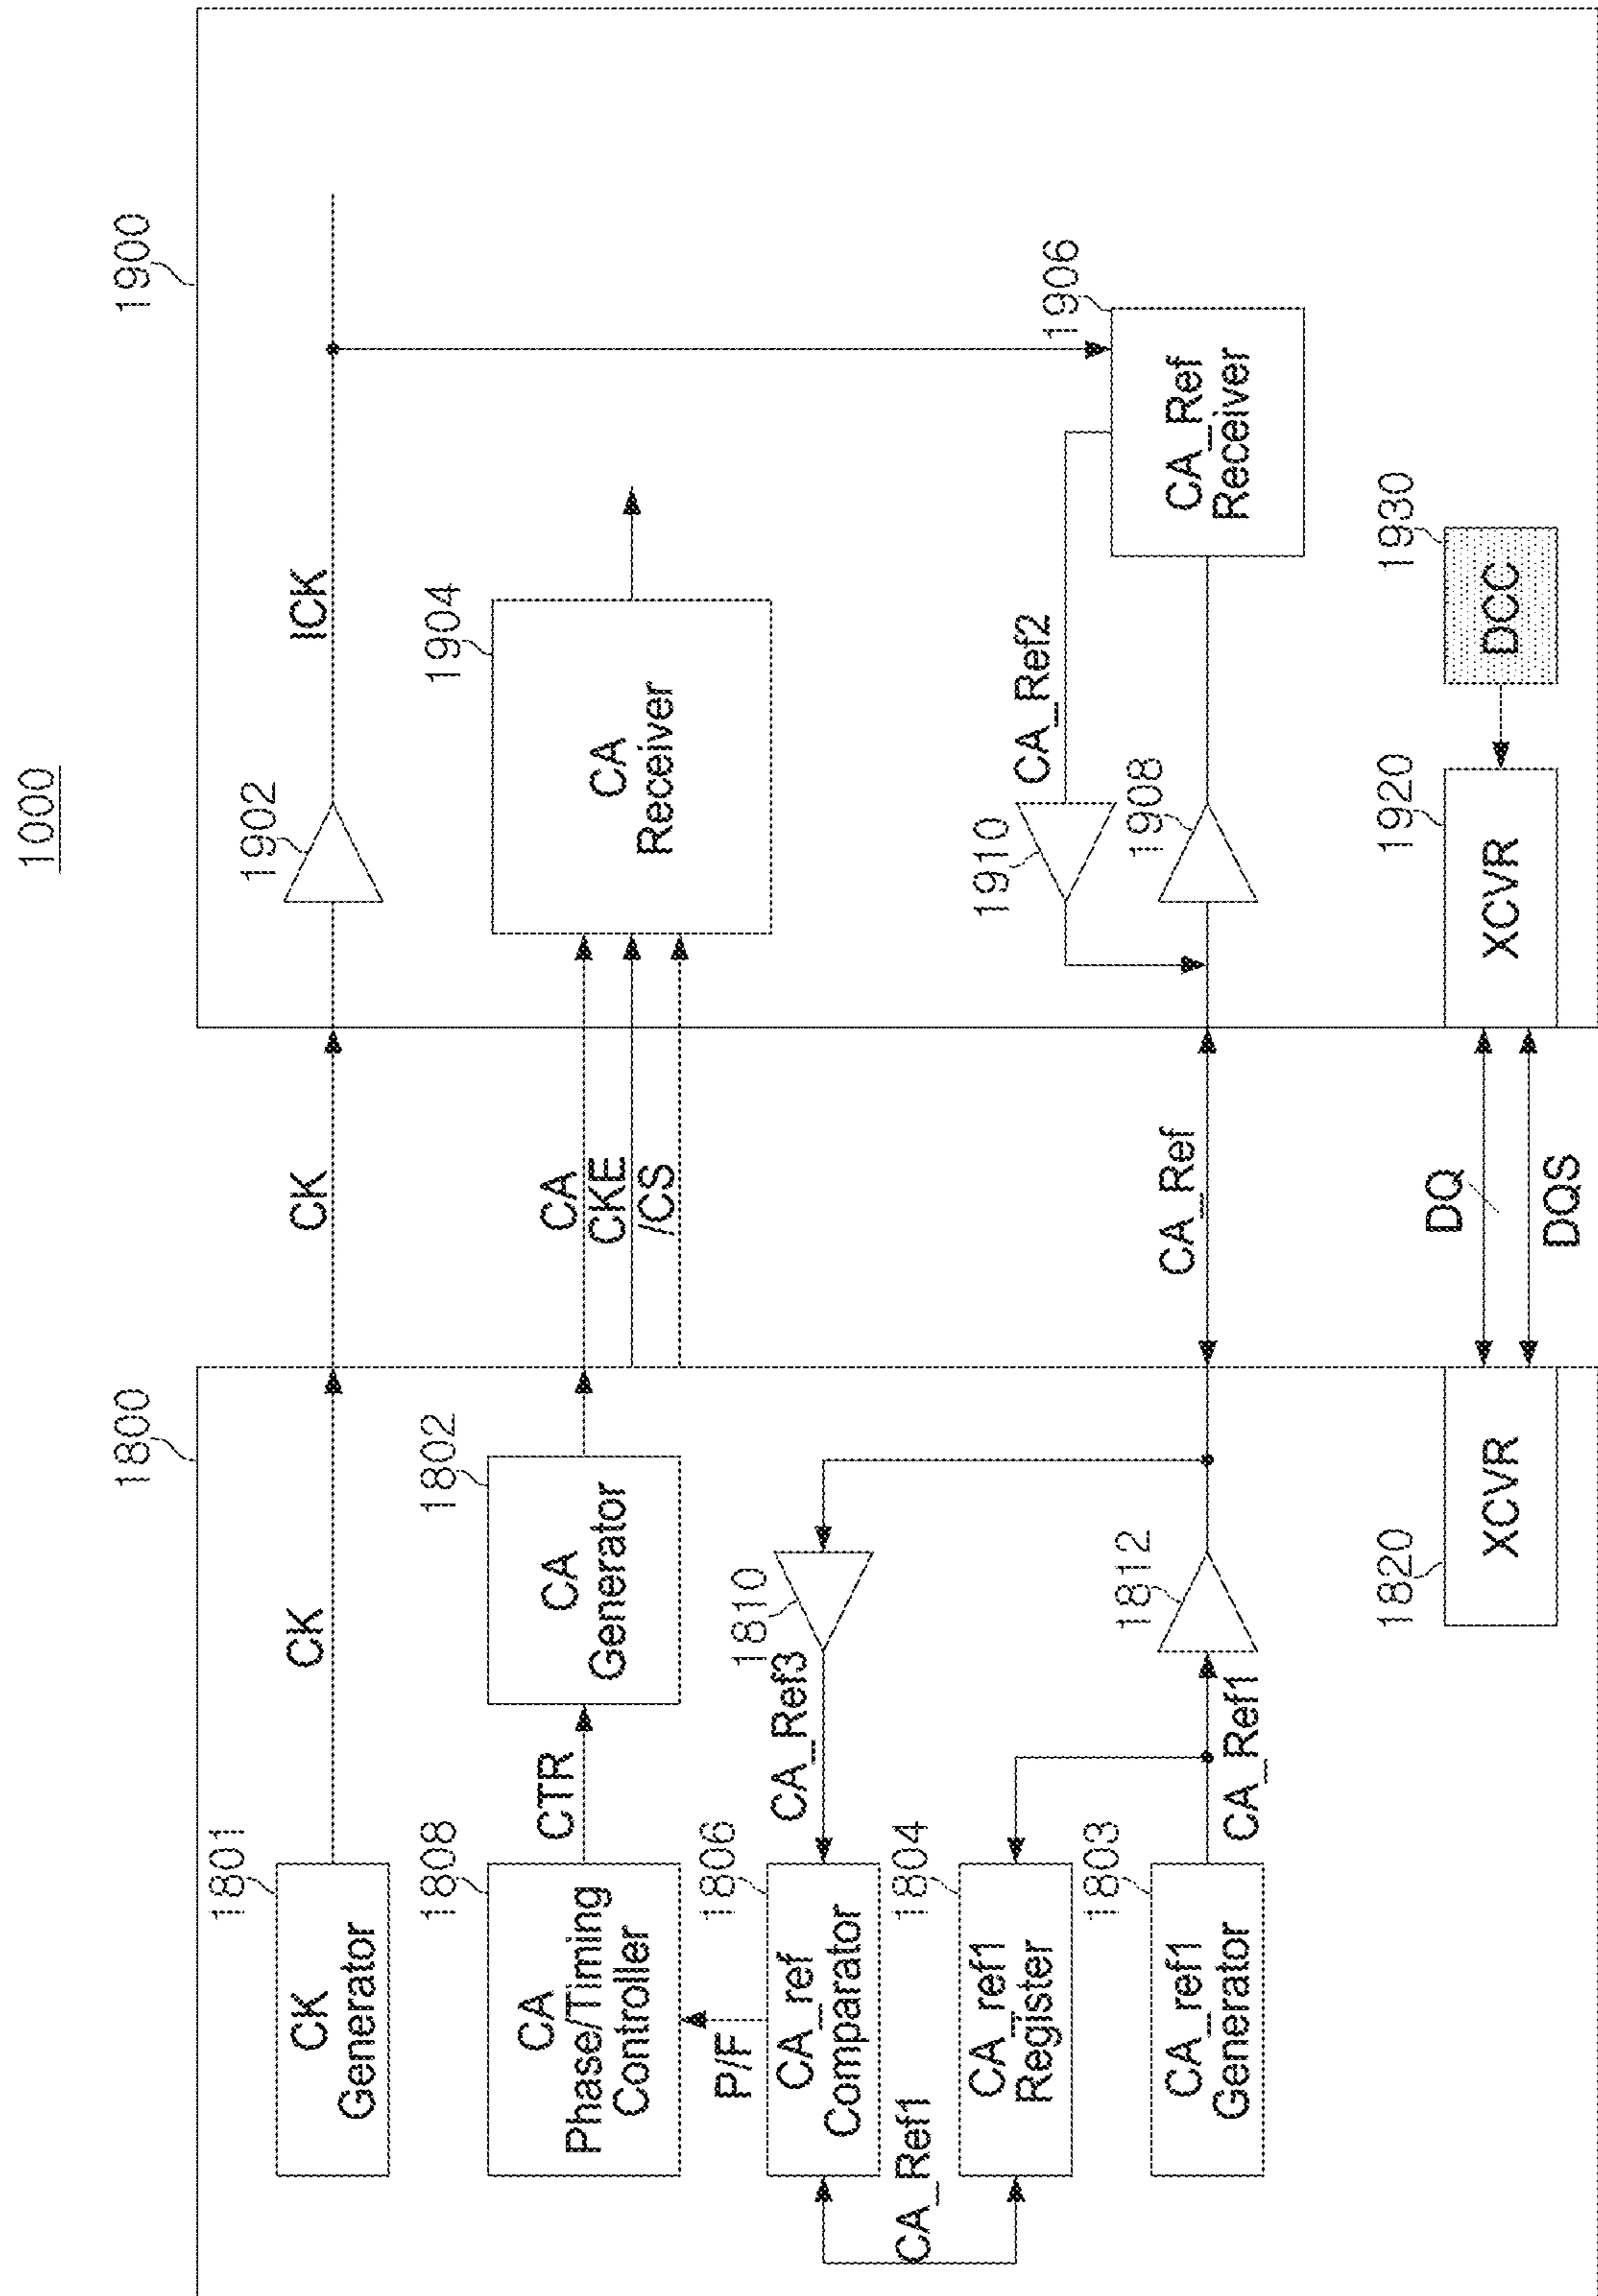 1000
1800
1900
1801
CK
Generator
CK
CK
1902
ICK
1808
CA
Phase/Timing
Controller
CTR
1802
CA
Generator
CA
CKE
/CS
1904
CA
Receiver
P/F
1806
CA_ref
Comparator
CA_Ref3
1810
CA_Ref1
1804
CA_ref1
Register
1803
CA_ref1
Generator
CA_Ref1
1812
CA_Ref
1910
CA_Ref2
1908
1906
CA_Ref
Receiver
1820
XCVR
DQ
DQS
1920
XCVR
1930
DCC